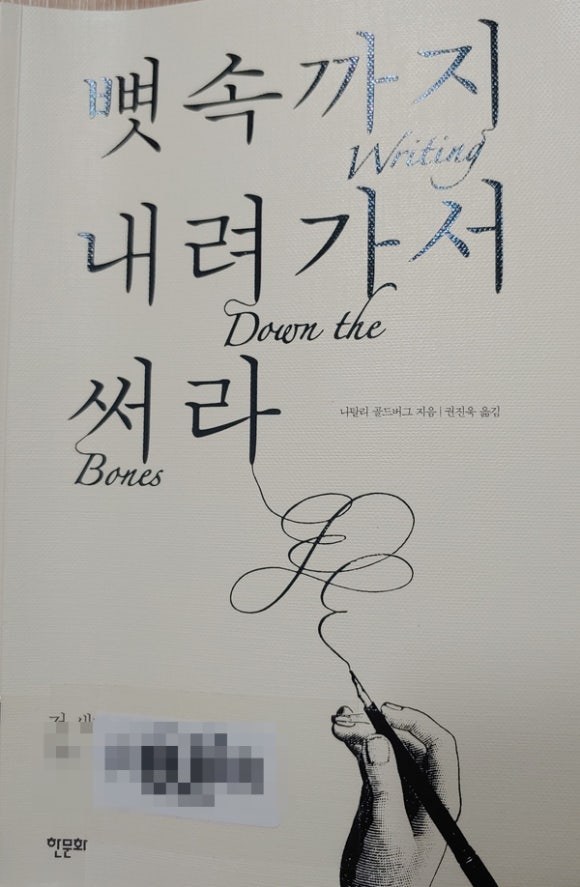 뼛속까지
Writing
내려가서
Down the
써라
나탈리 골드버그 지음 | 권진욱 옮김
Bones
한문화